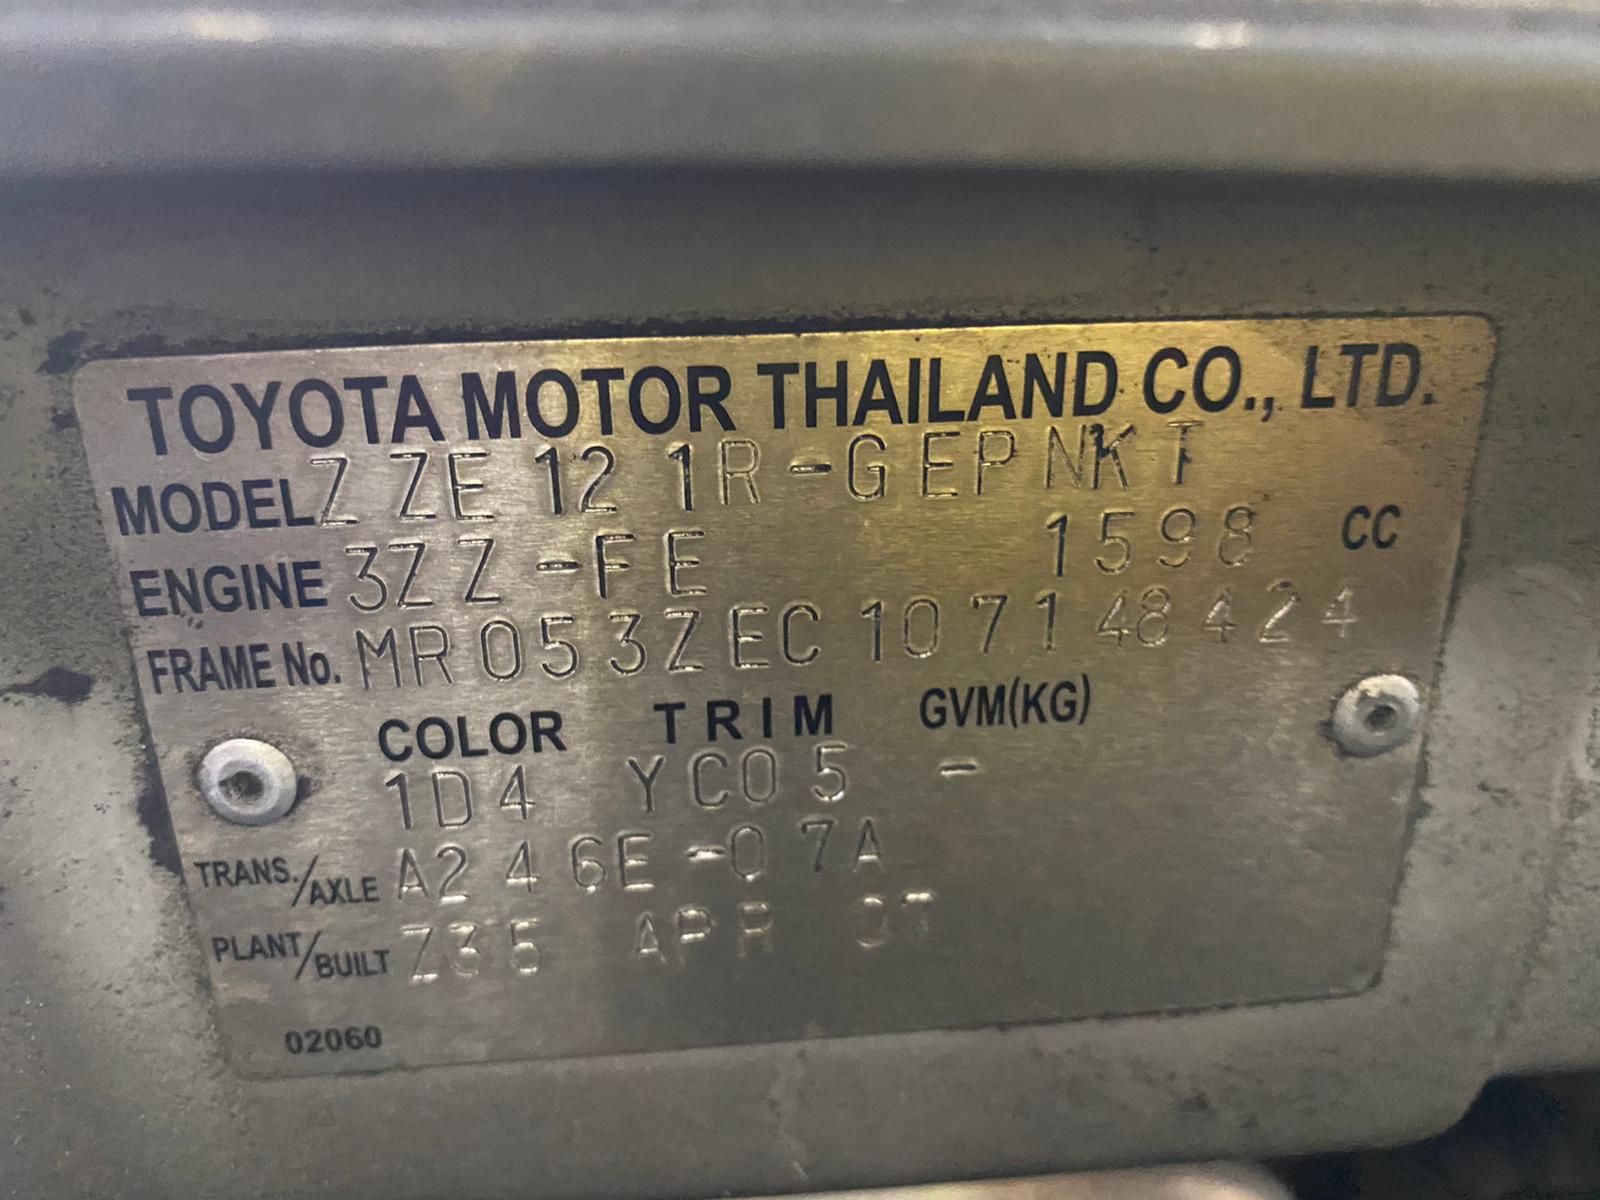 TOYOTA MOTOR THAILAND CO., LTD.
MODEL ZZE121R-GEPNKT
ENGINE 3ZZ-FE 1598 CC
FRAME No. MR053ZEC107148424
COLOR TRIM GVM(KG)
1D4 YC05 -
TRANS./AXLE A246E-07A
PLANT/BUILT Z35 APR 07
02060